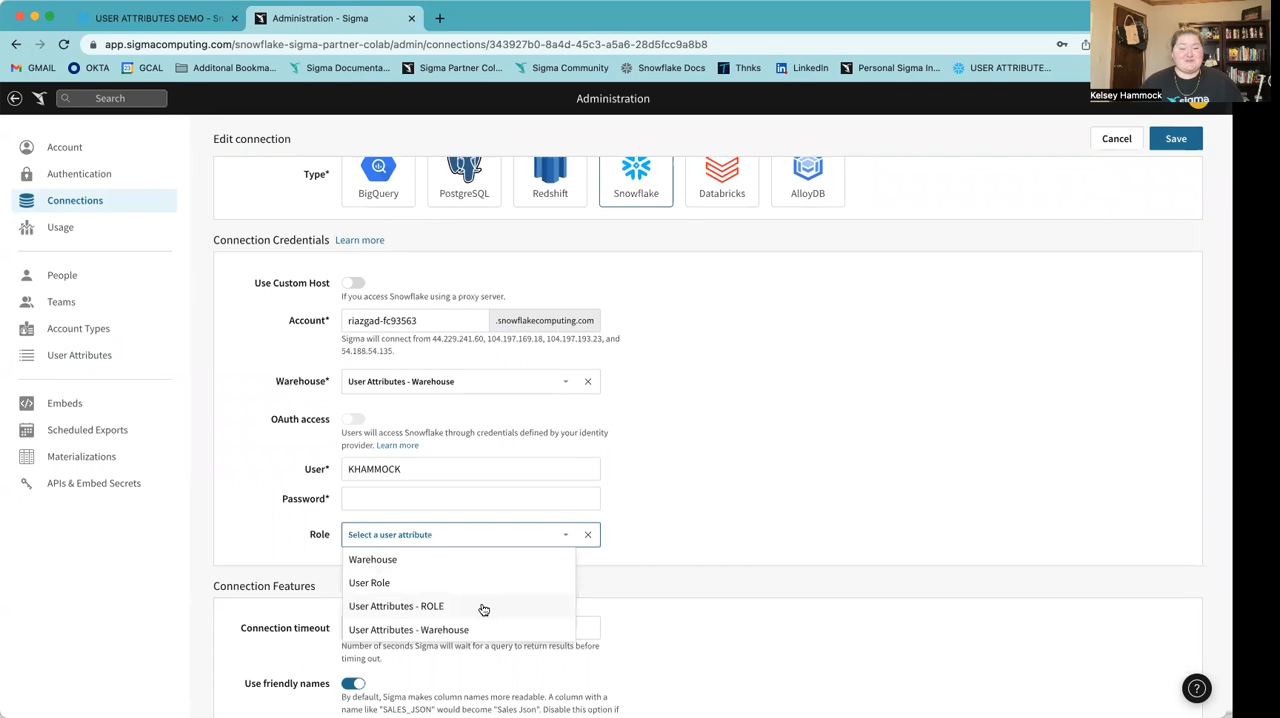 USER ATTRIBUTES DEMO - Sn
Administration - Sigma
app.sigmacomputing.com/snowflake-sigma-partner-colab/admin/connections/343927b0-8a4d-45c3-a5a6-28d5fcc9a8b8
GMAIL
OKTA
GCAL
Additonal Bookma...
Sigma Documenta...
Sigma Partner Col...
Sigma Community
Snowflake Docs
Thnks
LinkedIn
Personal Sigma In...
USER ATTRIBUTE...
Kelsey Hammock
sigma
Search
Administration
Account
Authentication
Connections
Usage
People
Teams
Account Types
User Attributes
Embeds
Scheduled Exports
Materializations
APIs & Embed Secrets
Edit connection
Cancel
Save
Type*
BigQuery
PostgreSQL
Redshift
Snowflake
Databricks
AlloyDB
Connection Credentials Learn more
Use Custom Host
If you access Snowflake using a proxy server.
Account*
riazgad-fc93563
.snowflakecomputing.com
Sigma will connect from 44.229.241.60, 104.197.169.18, 104.197.193.23, and
54.188.54.135.
Warehouse*
User Attributes - Warehouse
OAuth access
Users will access Snowflake through credentials defined by your identity
provider. Learn more
User*
KHAMMOCK
Password*
Role
Select a user attribute
Warehouse
User Role
User Attributes - ROLE
User Attributes - Warehouse
Connection Features
Connection timeout
Number of seconds Sigma will wait for a query to return results before
timing out.
Use friendly names
By default, Sigma makes column names more readable. A column with a
name like "SALES_JSON" would become "Sales Json". Disable this option if